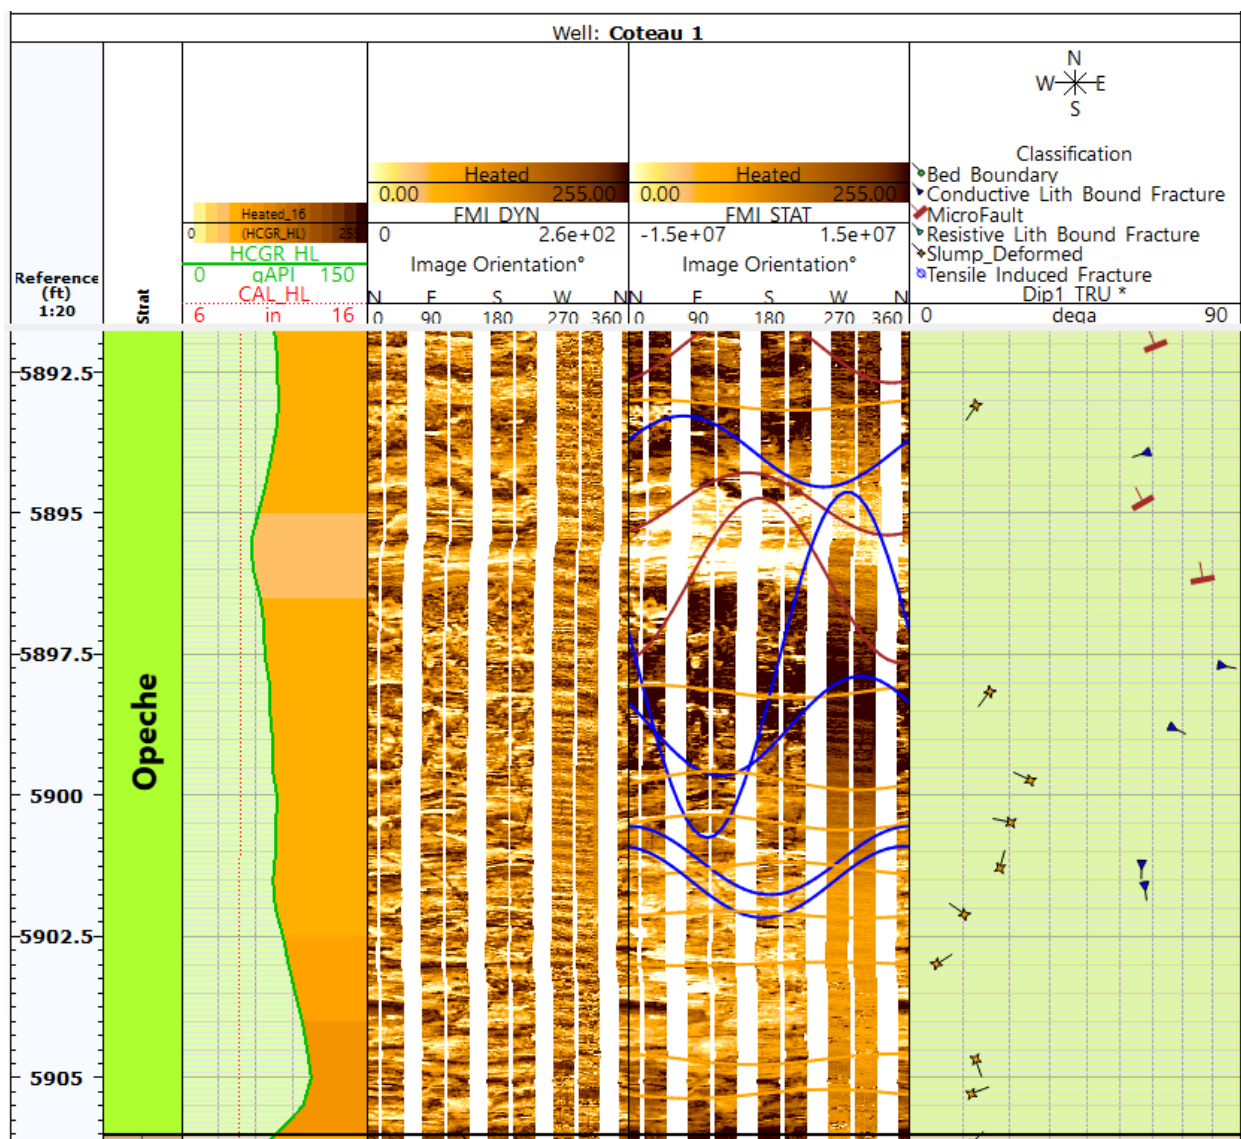 Well: Coteau 1
N
W E
S
Classification
Bed Boundary
Conductive Lith Bound Fracture
MicroFault
Resistive Lith Bound Fracture
Slump_Deformed
Tensile Induced Fracture
Dip1 TRU *
0 dega 90
Heated
0.00 255.00
FMI DYN
0 2.6e+02
Image Orientation°
N E S W N
0 90 180 270 360
Heated
0.00 255.00
FMI STAT
-1.5e+07 1.5e+07
Image Orientation°
N E S W N
0 90 180 270 360
Heated_16
0 (HCGR_HL) 255
HCGR HL
0 gAPI 150
CAL_HL
6 in 16
Reference
(ft)
1:20
Strat
5892.5
5895
5897.5
Opeche
5900
5902.5
5905